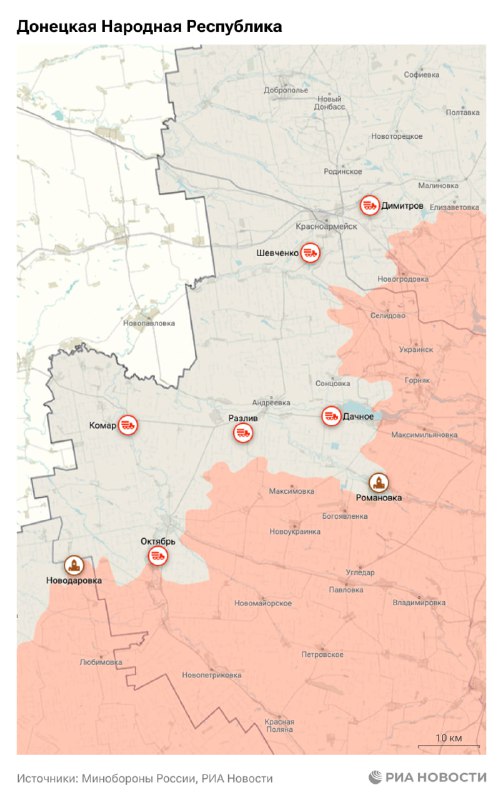 Донецкая Народная Республика
Софиевка
Доброполье
Новый
Донбасс
Полтавка
Новоторецкое
Родинское
Малиновка
Димитров
Елизаветовка
Красноармейск
Шевченко
Новогродовка
Селидово
Новопавловка
Украинск
Сонцовка
Горняк
Андреевка
Разлив
Дачное
Комар
Максимильяновка
Максимовка
Романовка
Богоявленка
Новоукраинка
Октябрь
Угледар
Новодаровка
Павловка
Новомайорское
Владимировка
Петровское
Любимовка
Новопетриковка
Красная
Поляна
10 км
Источники: Минобороны России, РИА Новости
РИА НОВОСТИ